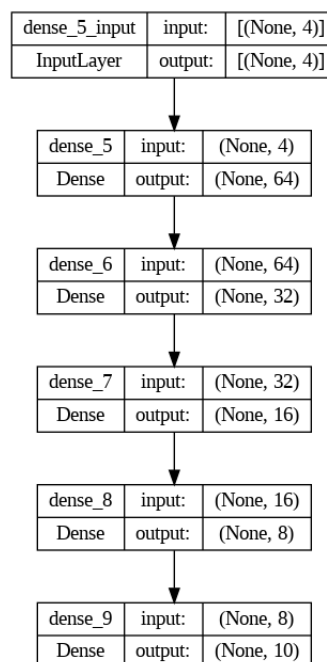 dense_5_input input: [(None, 4)]
InputLayer output: [(None, 4)]
dense_5 input: (None, 4)
Dense output: (None, 64)
dense_6 input: (None, 64)
Dense output: (None, 32)
dense_7 input: (None, 32)
Dense output: (None, 16)
dense_8 input: (None, 16)
Dense output: (None, 8)
dense_9 input: (None, 8)
Dense output: (None, 10)